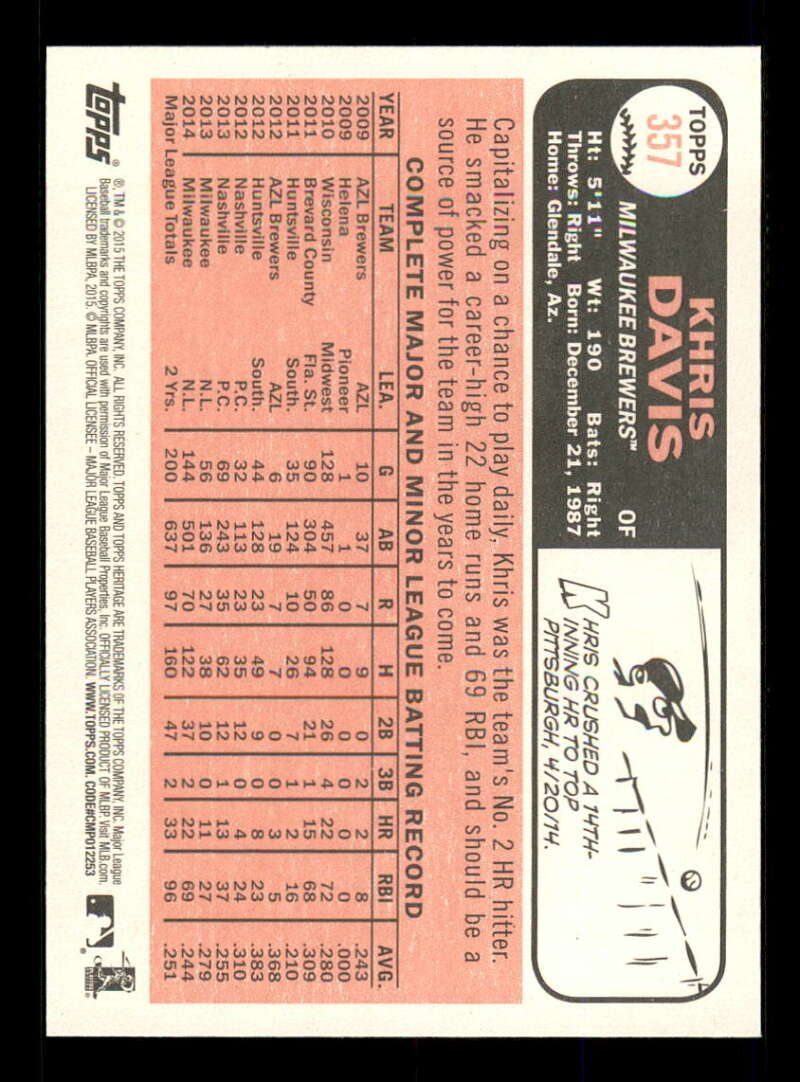 TOPPS
357
KHRIS
DAVIS
MILWAUKEE BREWERS™ OF
Ht: 5'11" Wt: 190 Bats: Right
Throws: Right Born: December 21, 1987
Home: Glendale, Az.
KHRIS CRUSHED A 14TH-
INNING HR TO TOP
PITTSBURGH, 4/20/14.
Capitalizing on a chance to play daily, Khris was the team's No. 2 HR hitter.
He smacked a career-high 22 home runs and 69 RBI, and should be a
source of power for the team in the years to come.
COMPLETE MAJOR AND MINOR LEAGUE BATTING RECORD
YEAR TEAM LEA. G AB R H 2B 3B HR RBI AVG.
2009 AZL Brewers AZL 10 37 7 9 0 2 2 8 .243
2009 Helena Pioneer 1 1 0 0 0 0 0 0 .000
2010 Wisconsin Midwest 128 457 86 128 26 4 22 72 .280
2011 Brevard County Fla. St. 90 304 50 94 21 1 15 68 .309
2011 Huntsville South. 35 124 10 26 7 1 2 16 .210
2012 AZL Brewers AZL 6 19 7 7 0 0 3 5 .368
2012 Huntsville South. 44 128 23 49 9 0 8 23 .383
2012 Nashville P.C. 32 113 23 35 12 0 4 24 .310
2013 Nashville P.C. 69 243 35 62 12 1 13 37 .255
2013 Milwaukee N.L. 56 136 27 38 10 0 11 27 .279
2014 Milwaukee N.L. 144 501 70 122 37 2 22 69 .244
Major League Totals 2 Yrs. 200 637 97 160 47 2 33 96 .251
topps®
®, TM & © 2015 THE TOPPS COMPANY, INC. ALL RIGHTS RESERVED. TOPPS AND TOPPS HERITAGE ARE TRADEMARKS OF THE TOPPS COMPANY, INC. Major League
Baseball trademarks and copyrights are used with permission of Major League Baseball Properties, Inc. OFFICIALLY LICENSED PRODUCT OF MLBP. Visit MLB.com.
LICENSED BY MLBPA, 2015. © MLBPA. OFFICIAL LICENSEE – MAJOR LEAGUE BASEBALL PLAYERS ASSOCIATION. WWW.TOPPS.COM. CODE#CMP012253